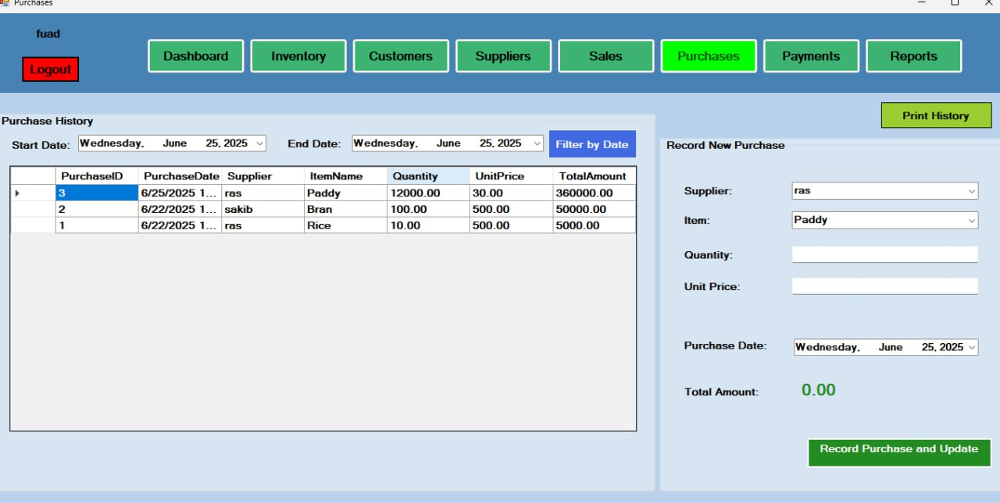 Purchases
fuad
Logout
Dashboard Inventory Customers Suppliers Sales Purchases Payments Reports
Print History
Purchase History
Start Date: Wednesday, June 25, 2025 End Date: Wednesday, June 25, 2025 Filter by Date
PurchaseID PurchaseDate Supplier ItemName Quantity UnitPrice TotalAmount
3 6/25/2025 1... ras Paddy 12000.00 30.00 360000.00
2 6/22/2025 1... sakib Bran 100.00 500.00 50000.00
1 6/22/2025 1... ras Rice 10.00 500.00 5000.00
Record New Purchase
Supplier: ras
Item: Paddy
Quantity:
Unit Price:
Purchase Date: Wednesday, June 25, 2025
Total Amount: 0.00
Record Purchase and Update